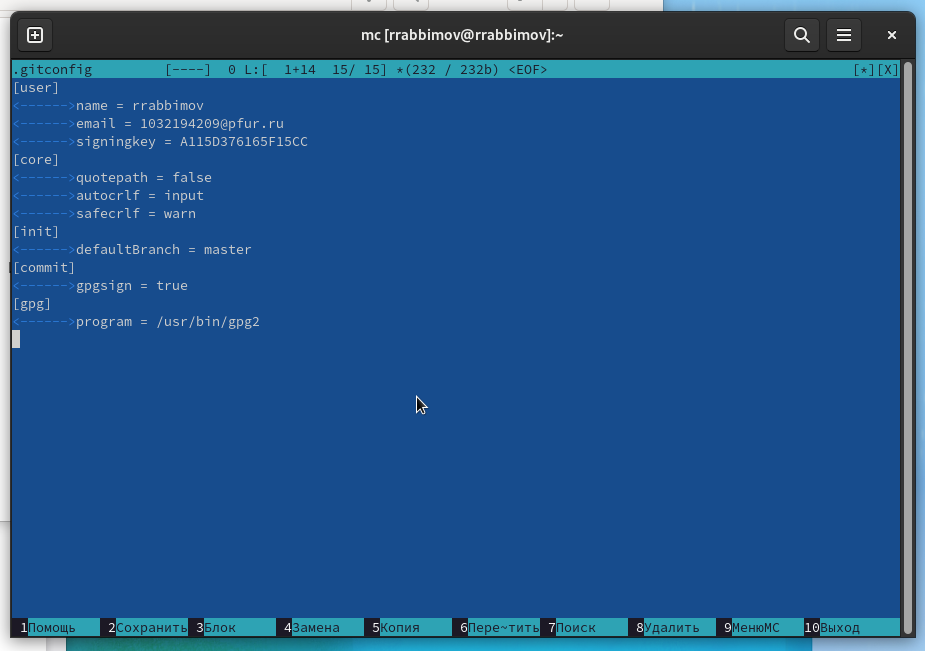 mc [rrabbimov@rrabbimov]:~
.gitconfig [----] 0 L:[ 1+14 15/ 15] *(232 / 232b) <EOF> [*][X]
[user]
<------>name = rrabbimov
<------>email = 1032194209@pfur.ru
<------>signingkey = A115D376165F15CC
[core]
<------>quotepath = false
<------>autocrlf = input
<------>safecrlf = warn
[init]
<------>defaultBranch = master
[commit]
<------>gpgsign = true
[gpg]
<------>program = /usr/bin/gpg2
1Помощь 2Сохранить 3Блок 4Замена 5Копия 6Пере~тить 7Поиск 8Удалить 9МенюMC 10Выход